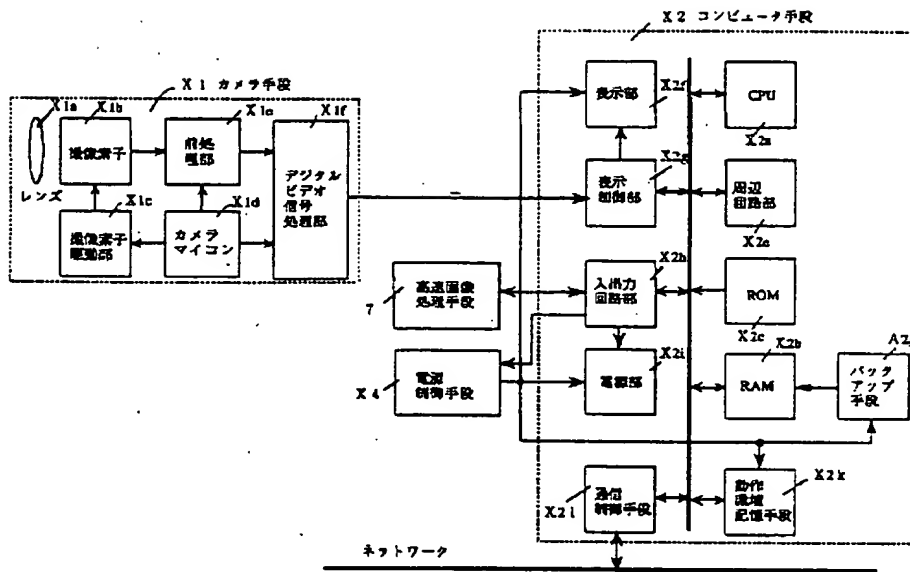 X2 コンピュータ手段
X1 カメラ手段
X1a
X1b
X1e
X1f
レンズ
撮像素子
前処
理部
デジタル
ビデオ
信号
処理部
X1c
X1d
撮像素子
駆動部
カメラ
マイコン
表示部
X2f
CPU
X2a
表示
制御部
X2g
周辺
回路部
X2e
高速画像
処理手段
7
入出力
回路部
X2h
ROM
X2c
電源
制御手段
X4
電源部
X2i
X2b
RAM
A2
バック
アップ
手段
通信
制御手段
X2l
動作
環境
記憶手段
X2k
ネットワーク